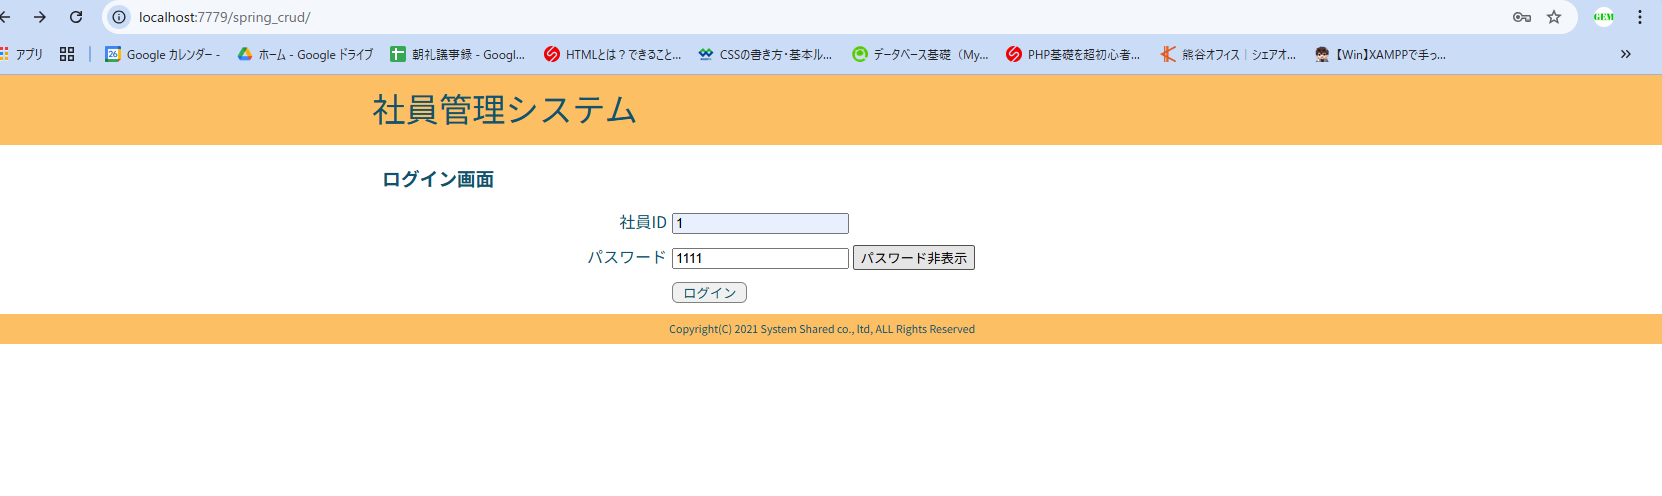 localhost:7779/spring_crud/
GEM
アプリ
26 Google カレンダー -
ホーム - Google ドライブ
朝礼議事録 - Googl...
HTMLとは？できること...
CSSの書き方・基本ル...
データベース基礎（My...
PHP基礎を超初心者...
熊谷オフィス｜シェアオ...
【Win】XAMPPで手っ...
社員管理システム
ログイン画面
社員ID 1
パスワード 1111 パスワード非表示
ログイン
Copyright(C) 2021 System Shared co., ltd, ALL Rights Reserved